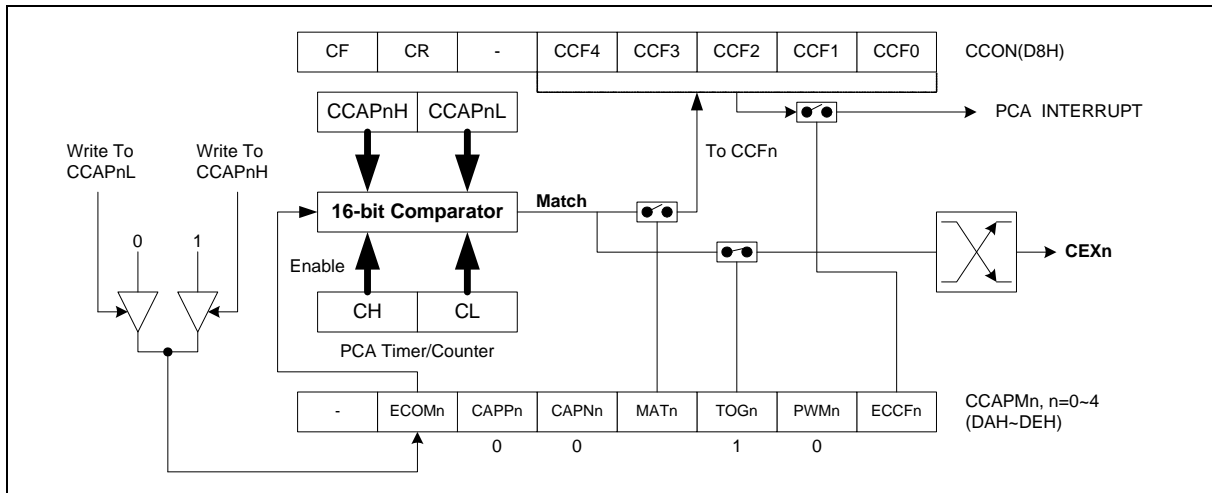 CF CR - CCF4 CCF3 CCF2 CCF1 CCF0 CCON(D8H)
CCAPnH CCAPnL
PCA INTERRUPT
Write To
CCAPnL
Write To
CCAPnH
To CCFn
16-bit Comparator
Match
0 1
Enable
CEXn
CH CL
PCA Timer/Counter
- ECOMn CAPPn CAPNn MATn TOGn PWMn ECCFn
CCAPMn, n=0~4
(DAH~DEH)
0 0 1 0